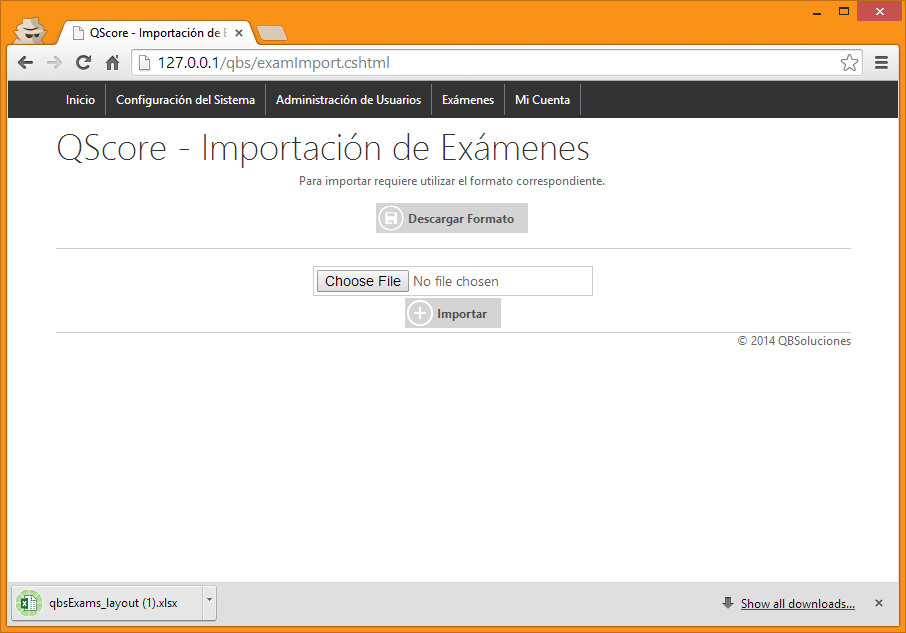 QScore - Importación de E
127.0.0.1/qbs/examImport.cshtml
Inicio Configuración del Sistema Administración de Usuarios Exámenes Mi Cuenta
QScore - Importación de Exámenes
Para importar requiere utilizar el formato correspondiente.
Descargar Formato
Choose File No file chosen
Importar
© 2014 QBSoluciones
qbsExams_layout (1).xlsx Show all downloads...